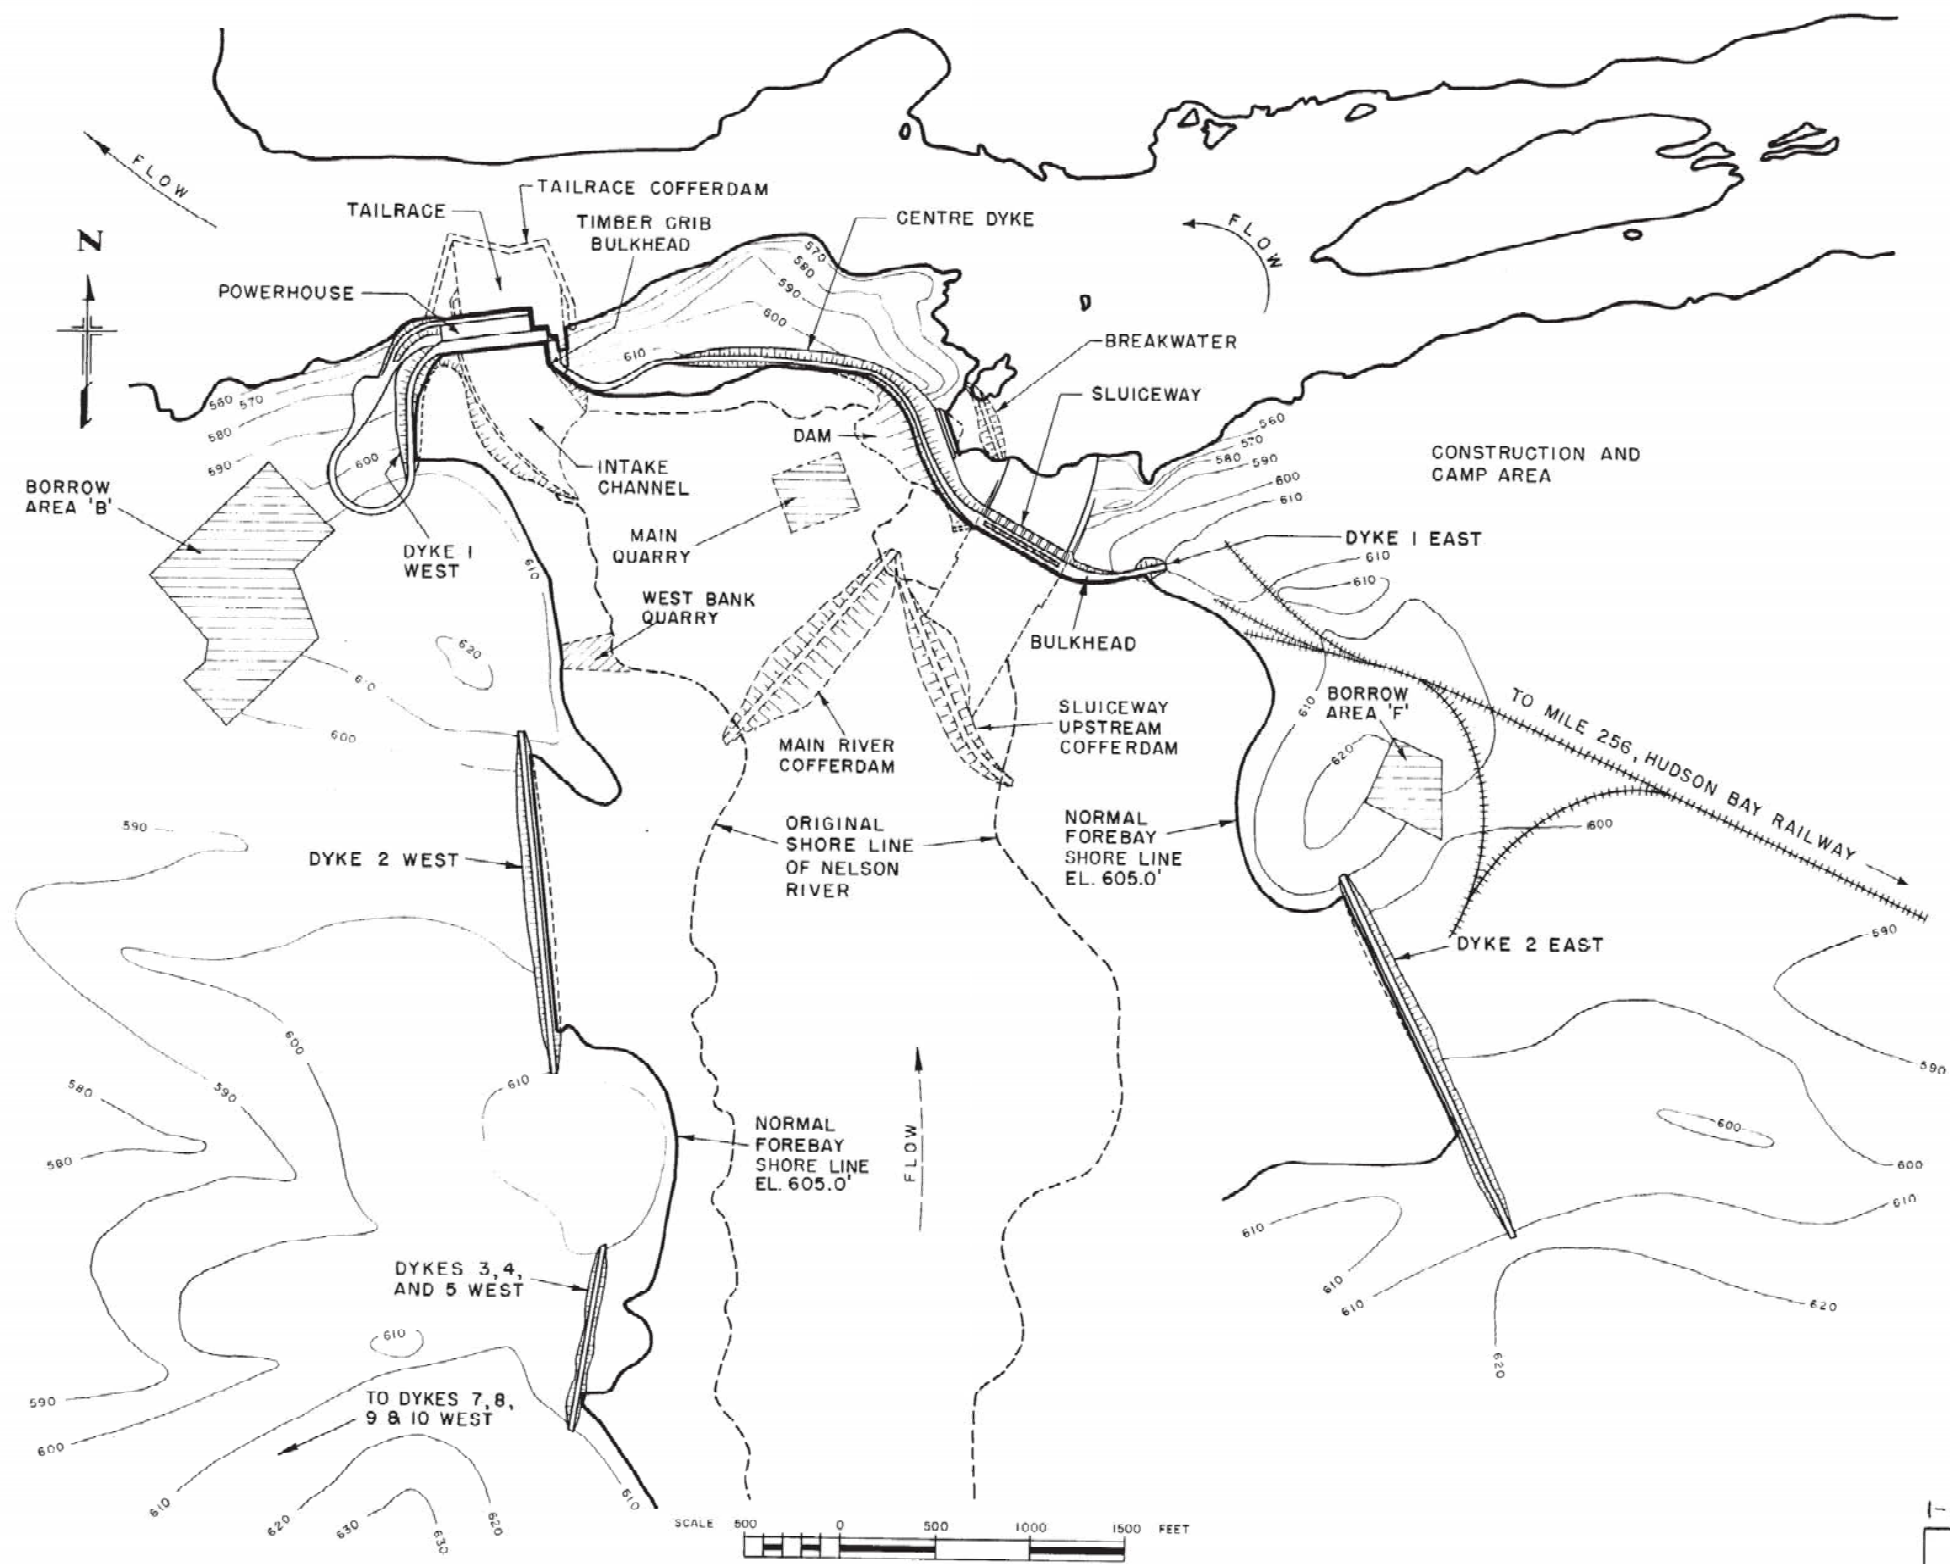 FLOW
TAILRACE COFFERDAM
TAILRACE
TIMBER CRIB
BULKHEAD
CENTRE DYKE
FLOW
N
POWERHOUSE
570
580
590
600
610
BREAKWATER
SLUICEWAY
560
570
580
590
DAM
560
570
580
590
600
610
CONSTRUCTION AND
CAMP AREA
BORROW
AREA 'B'
600
INTAKE
CHANNEL
MAIN
QUARRY
DYKE 1
WEST
610
DYKE 1 EAST
610
610
WEST BANK
QUARRY
620
610
600
BULKHEAD
MAIN RIVER
COFFERDAM
SLUICEWAY
UPSTREAM
COFFERDAM
610
BORROW
AREA 'F'
620
TO MILE 256, HUDSON BAY RAILWAY
590
DYKE 2 WEST
ORIGINAL
SHORE LINE
OF NELSON
RIVER
NORMAL
FOREBAY
SHORE LINE
EL. 605.0'
600
DYKE 2 EAST
590
600
590
580
580
610
590
NORMAL
FOREBAY
SHORE LINE
EL. 605.0'
FLOW
600
600
610
610
610
610
620
620
DYKES 3, 4,
AND 5 WEST
610
590
TO DYKES 7, 8,
9 & 10 WEST
600
610
620
630
630
620
610
SCALE 500 0 500 1000 1500 FEET